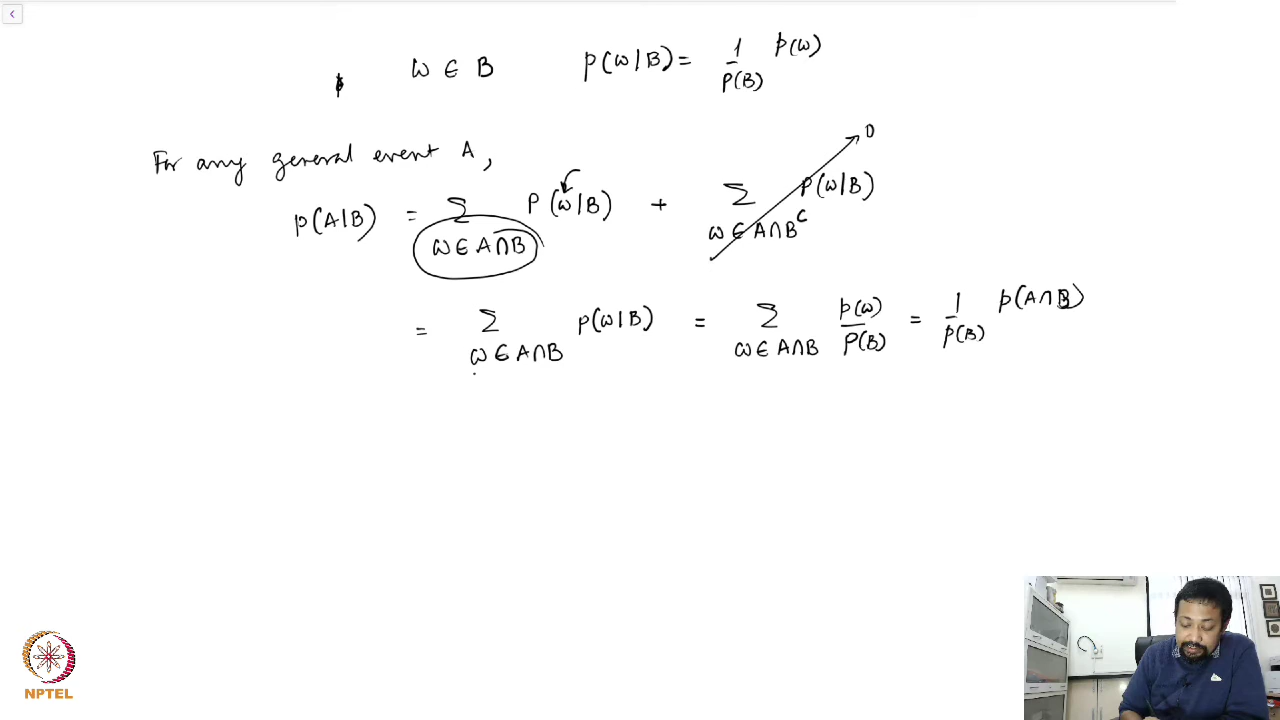 ω ∈ B p(ω|B) = 1/P(B) p(ω)
For any general event A,
p(A|B) = Σ_{ω∈A∩B} P(ω|B) + Σ_{ω∈A∩B^c} P(ω|B) → 0
= Σ_{ω∈A∩B} p(ω|B) = Σ_{ω∈A∩B} p(ω)/P(B) = 1/P(B) p(A∩B)
NPTEL